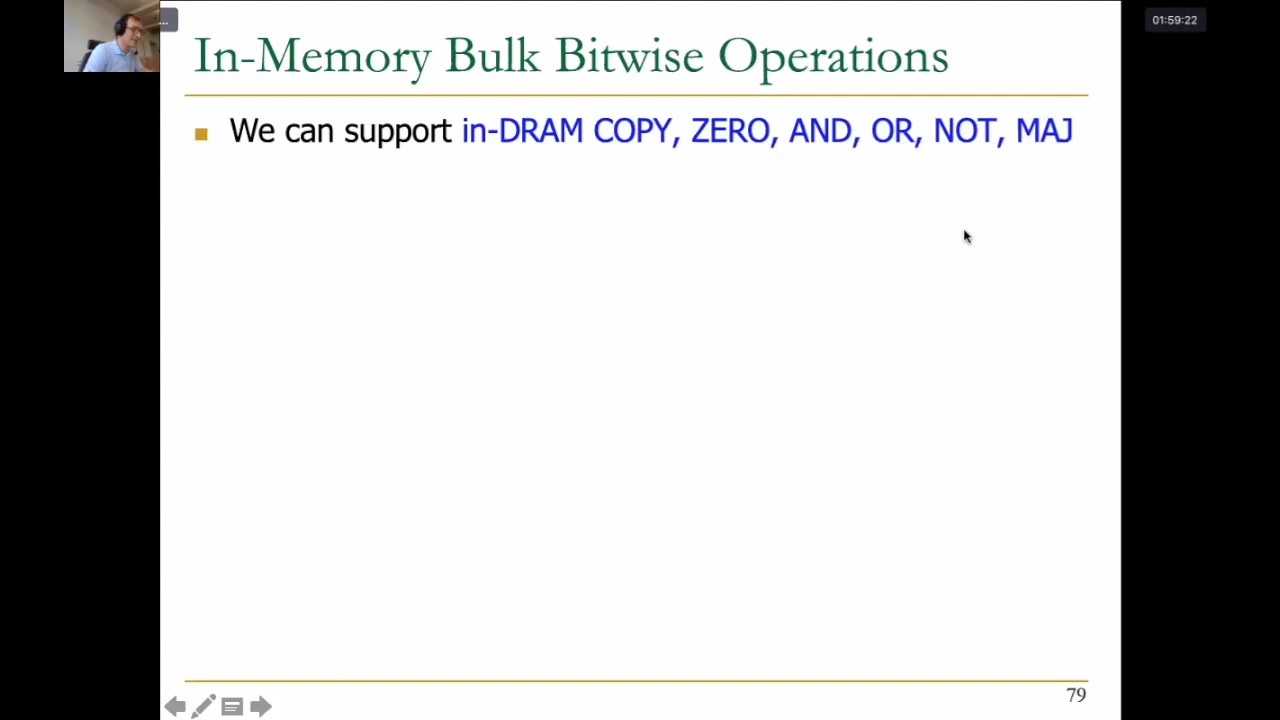 ...
01:59:22
In-Memory Bulk Bitwise Operations
We can support in-DRAM COPY, ZERO, AND, OR, NOT, MAJ
79